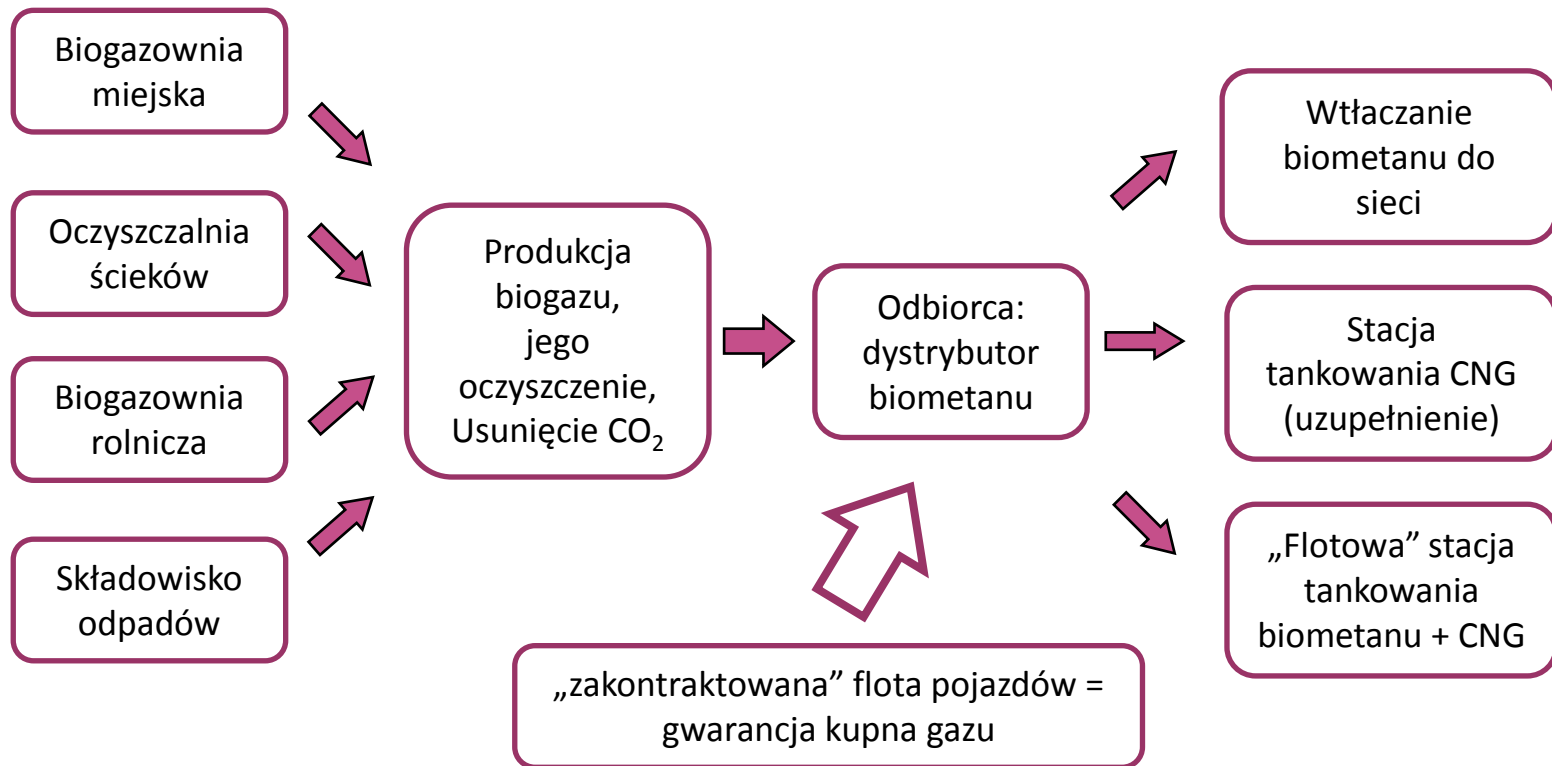 Biogazownia
miejska
Oczyszczalnia
ścieków
Biogazownia
rolnicza
Składowisko
odpadów
Produkcja
biogazu,
jego
oczyszczenie,
Usunięcie CO₂
Odbiorca:
dystrybutor
biometanu
„zakontraktowana” flota pojazdów =
gwarancja kupna gazu
Wtłaczanie
biometanu do
sieci
Stacja
tankowania CNG
(uzupełnienie)
„Flotowa” stacja
tankowania
biometanu + CNG